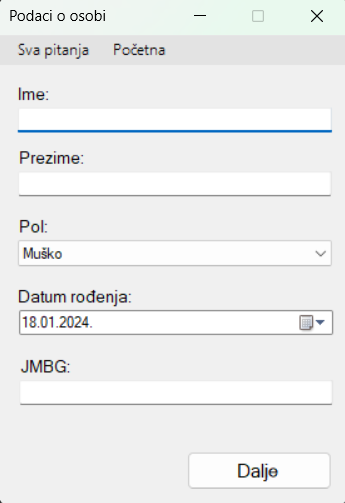 Podaci o osobi
Sva pitanja Početna
Ime:
Prezime:
Pol:
Muško
Datum rođenja:
18.01.2024.
JMBG:
Dalje